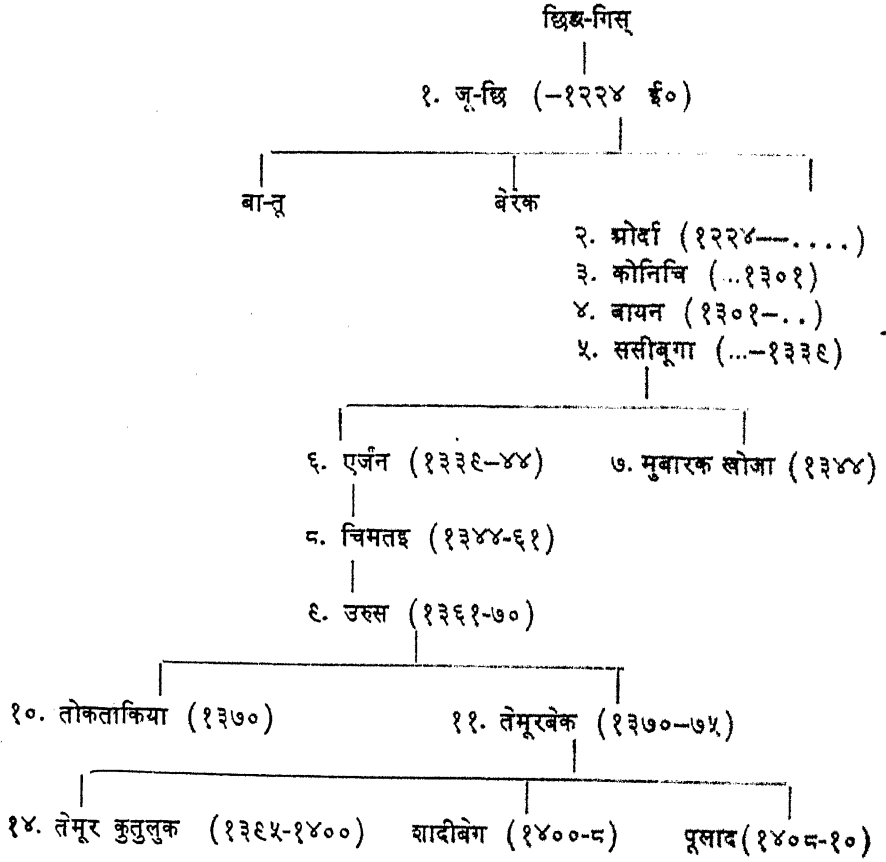 छिङ-गिस्
१. जू-छि (-१२२४ ई०)
बा-तू बेरेक
२. ओर्दा (१२२४—-....)
३. कोनिचि (...१३०१)
४. बायन (१३०१-..)
५. ससीबूगा (...-१३३९)
६. एर्जन (१३३९-४४) ७. मुबारक खोजा (१३४४)
८. चिमतइ (१३४४-६१)
९. उरुस (१३६१-७०)
१०. तोकताकिया (१३७०) ११. तेमूरबेक (१३७०-७५)
१४. तेमूर कुतुलुक (१३९५-१४००) शादीबेग (१४००-८) पूलाद (१४०८-१०)